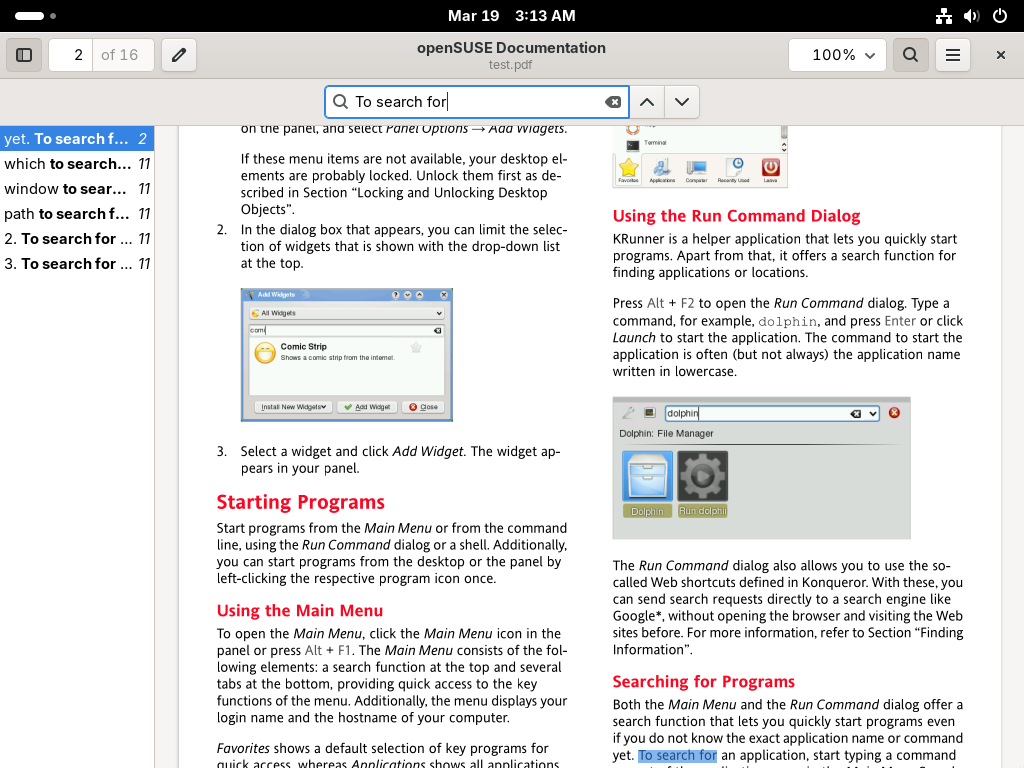 Mar 19 3:13 AM
2 of 16
openSUSE Documentation
test.pdf
100%
To search for
yet. To search f... 2
which to search... 11
window to sear... 11
path to search f... 11
2. To search for ... 11
3. To search for ... 11
on the panel, and select Panel Options → Add Widgets.
If these menu items are not available, your desktop el-
ements are probably locked. Unlock them first as de-
scribed in Section “Locking and Unlocking Desktop
Objects”.
2. In the dialog box that appears, you can limit the selec-
tion of widgets that is shown with the drop-down list
at the top.
Add Widgets
All Widgets
comi
Comic Strip
Shows a comic strip from the internet.
Install New Widgets
Add Widget
Close
3. Select a widget and click Add Widget. The widget ap-
pears in your panel.
Starting Programs
Start programs from the Main Menu or from the command
line, using the Run Command dialog or a shell. Additionally,
you can start programs from the desktop or the panel by
left-clicking the respective program icon once.
Using the Main Menu
To open the Main Menu, click the Main Menu icon in the
panel or press Alt + F1. The Main Menu consists of the fol-
lowing elements: a search function at the top and several
tabs at the bottom, providing quick access to the key
functions of the menu. Additionally, the menu displays your
login name and the hostname of your computer.
Favorites shows a default selection of key programs for
quick access, whereas Applications shows all applications
Terminal
Favorites Applications Computer Recently Used Leave
Using the Run Command Dialog
KRunner is a helper application that lets you quickly start
programs. Apart from that, it offers a search function for
finding applications or locations.
Press Alt + F2 to open the Run Command dialog. Type a
command, for example, dolphin, and press Enter or click
Launch to start the application. The command to start the
application is often (but not always) the application name
written in lowercase.
dolphin
Dolphin: File Manager
Dolphin
Run dolphin
The Run Command dialog also allows you to use the so-
called Web shortcuts defined in Konqueror. With these, you
can send search requests directly to a search engine like
Google*, without opening the browser and visiting the Web
sites before. For more information, refer to Section “Finding
Information”.
Searching for Programs
Both the Main Menu and the Run Command dialog offer a
search function that lets you quickly start programs even
if you do not know the exact application name or command
yet. To search for an application, start typing a command